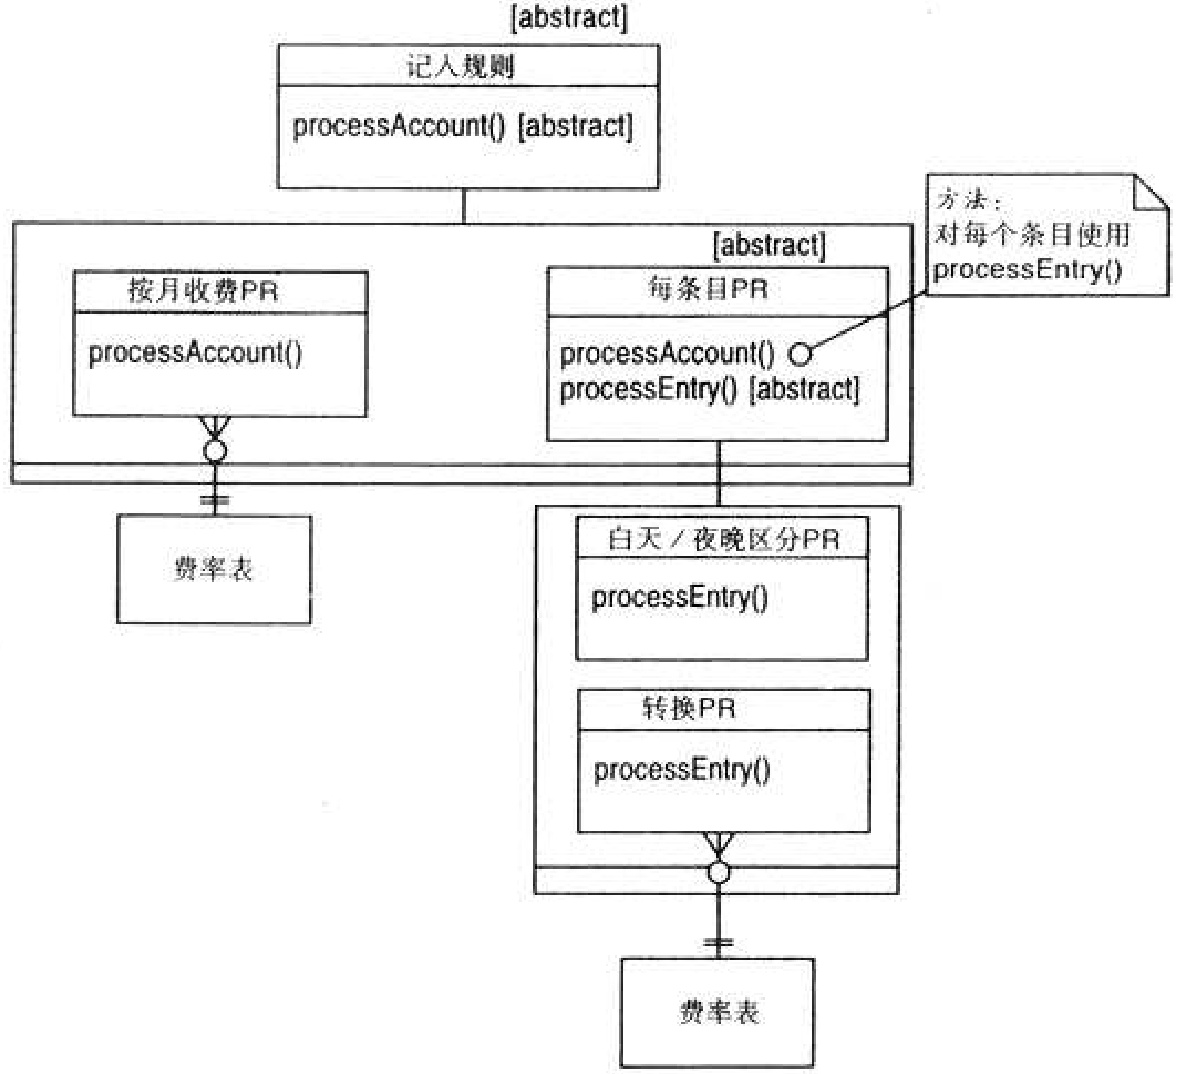 [abstract]
记入规则
processAccount() [abstract]
方法：
对每个条目使用
processEntry()
[abstract]
按月收费PR
processAccount()
每条目PR
processAccount()
processEntry() [abstract]
费率表
白天／夜晚区分PR
processEntry()
转换PR
processEntry()
费率表